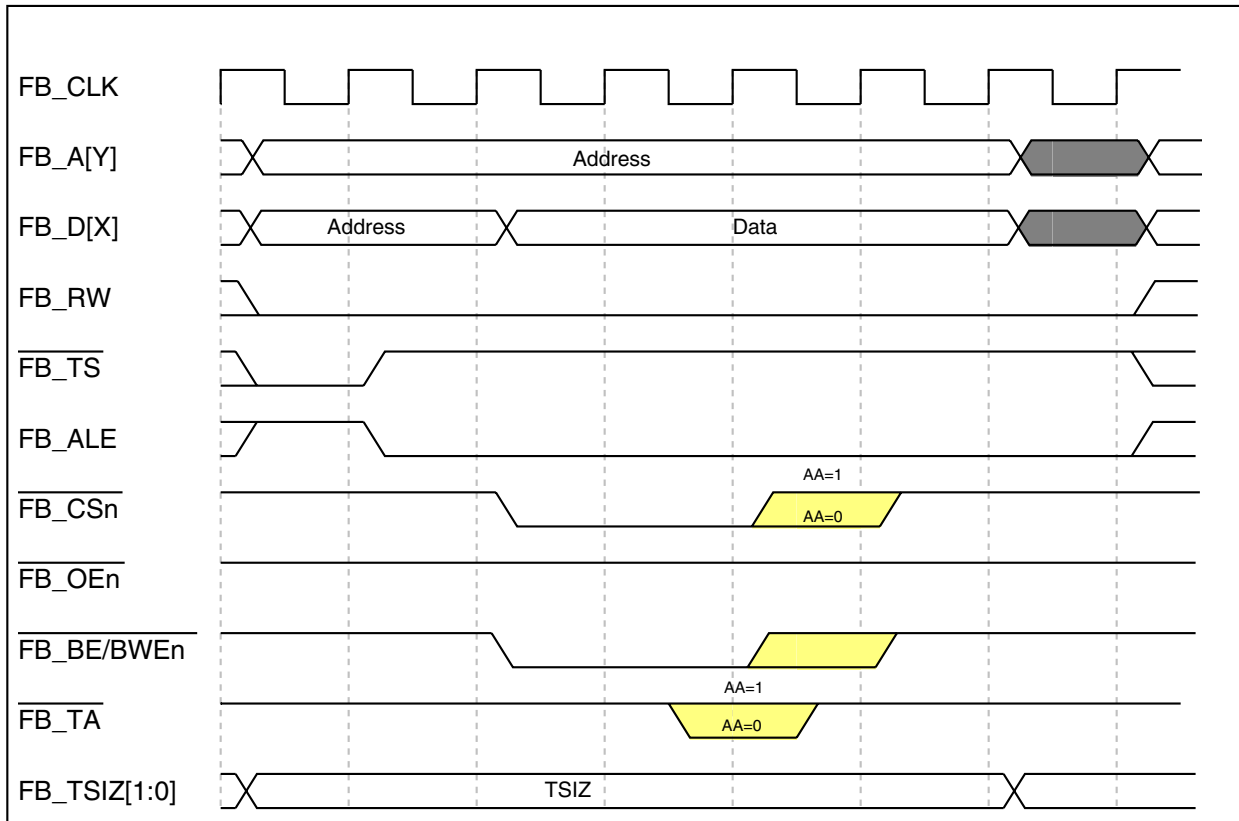 FB_CLK
FB_A[Y]
Address
FB_D[X]
Address
Data
FB_RW
FB_TS
FB_ALE
AA=1
FB_CSn
AA=0
FB_OEn
FB_BE/BWEn
AA=1
FB_TA
AA=0
FB_TSIZ[1:0]
TSIZ